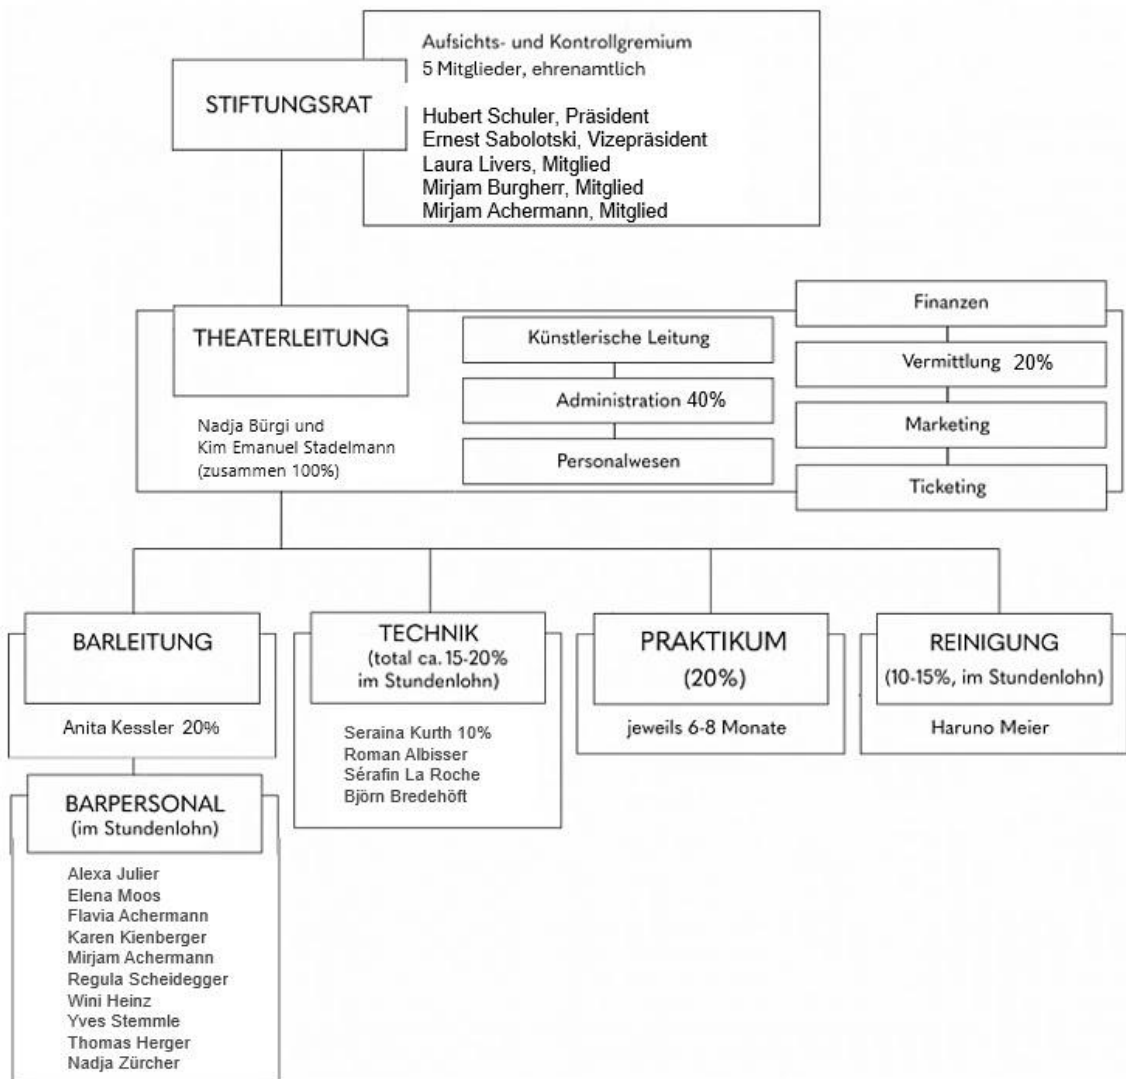 Aufsichts- und Kontrollgremium
5 Mitglieder, ehrenamtlich
STIFTUNGSRAT
Hubert Schuler, Präsident
Ernest Sabolotski, Vizepräsident
Laura Livers, Mitglied
Mirjam Burgherr, Mitglied
Mirjam Achermann, Mitglied
THEATERLEITUNG
Nadja Bürgi und
Kim Emanuel Stadelmann
(zusammen 100%)
Künstlerische Leitung
Administration 40%
Personalwesen
Finanzen
Vermittlung 20%
Marketing
Ticketing
BARLEITUNG
Anita Kessler 20%
BARPERSONAL
(im Stundenlohn)
Alexa Julier
Elena Moos
Flavia Achermann
Karen Kienberger
Mirjam Achermann
Regula Scheidegger
Wini Heinz
Yves Stemmle
Thomas Herger
Nadja Zürcher
TECHNIK
(total ca. 15-20%
im Stundenlohn)
Seraina Kurth 10%
Roman Albisser
Sérafin La Roche
Björn Bredehöft
PRAKTIKUM
(20%)
jeweils 6-8 Monate
REINIGUNG
(10-15%, im Stundenlohn)
Haruno Meier